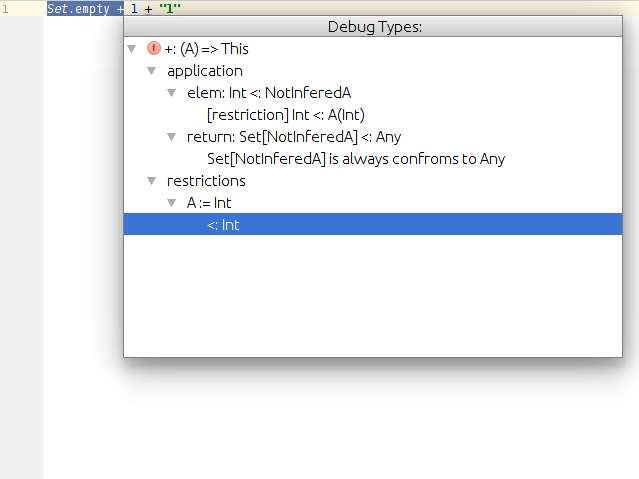 1 Set.empty + 1 + "1"
Debug Types:
f +: (A) => This
application
elem: Int <: NotInferedA
[restriction] Int <: A(Int)
return: Set[NotInferedA] <: Any
Set[NotInferedA] is always confroms to Any
restrictions
A := Int
<: Int